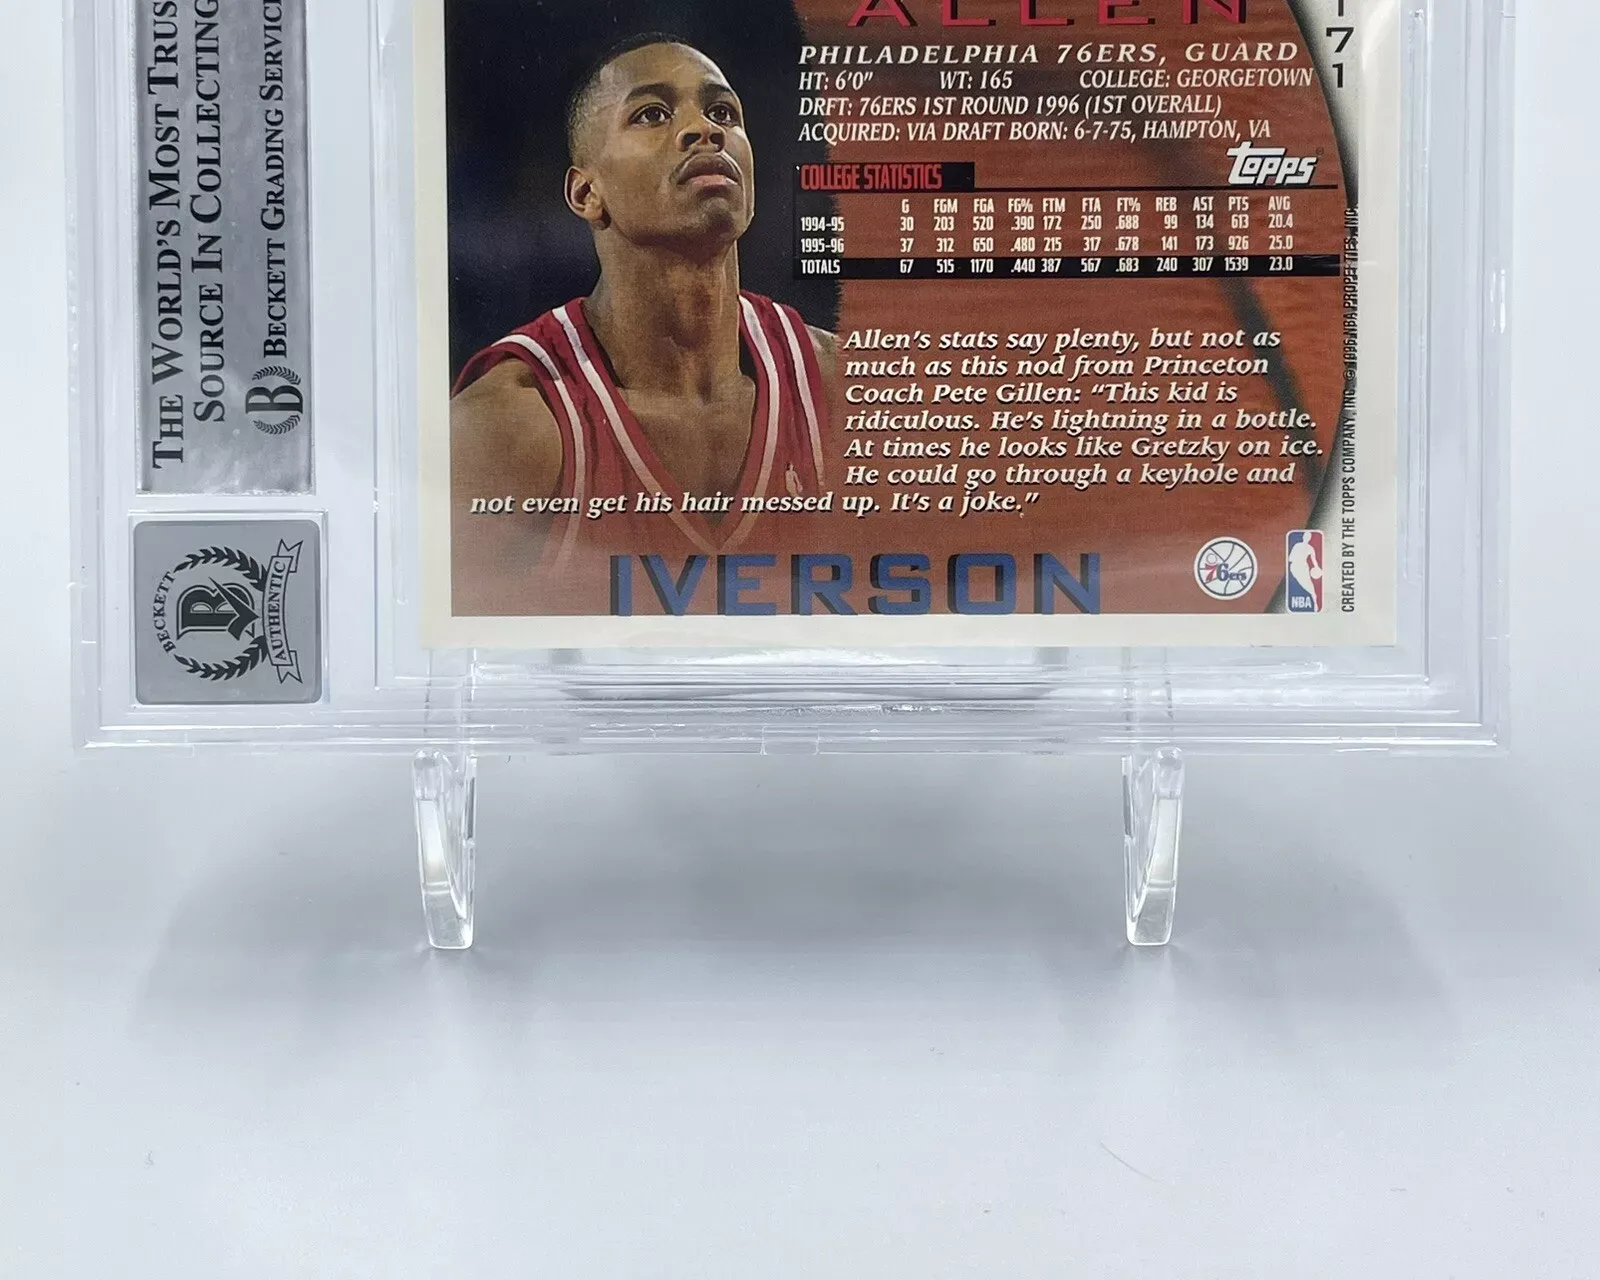 THE WORLD'S MOST TRUS
SOURCE IN COLLECTING
BECKETT GRADING SERVIC
BECKETT
B
AUTHENTIC
ALLEN
171
PHILADELPHIA 76ERS, GUARD
HT: 6'0" WT: 165 COLLEGE: GEORGETOWN
DRFT: 76ERS 1ST ROUND 1996 (1ST OVERALL)
ACQUIRED: VIA DRAFT BORN: 6-7-75, HAMPTON, VA
Topps®
COLLEGE STATISTICS
G FGM FGA FG% FTM FTA FT% REB AST PTS AVG
1994-95 30 203 520 .390 172 250 .688 99 134 613 20.4
1995-96 37 312 650 .480 215 317 .678 141 173 926 25.0
TOTALS 67 515 1170 .440 387 567 .683 240 307 1539 23.0
Allen's stats say plenty, but not as
much as this nod from Princeton
Coach Pete Gillen: "This kid is
ridiculous. He's lightning in a bottle.
At times he looks like Gretzky on ice.
He could go through a keyhole and
not even get his hair messed up. It's a joke."
IVERSON
76ers
NBA
CREATED BY THE TOPPS COMPANY, INC. © 1996 NBA PROPERTIES, INC.